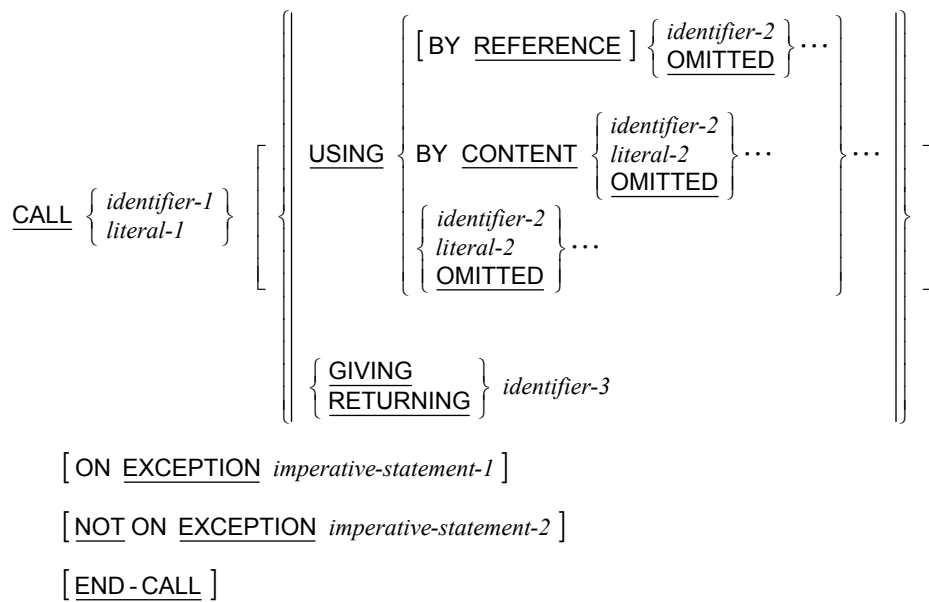 [ BY REFERENCE ] { identifier-2
OMITTED } ⋯
USING
BY CONTENT { identifier-2
literal-2
OMITTED } ⋯
⋯
CALL { identifier-1
literal-1 }
{ identifier-2
literal-2
OMITTED } ⋯
{ GIVING
RETURNING } identifier-3
[ ON EXCEPTION imperative-statement-1 ]
[ NOT ON EXCEPTION imperative-statement-2 ]
[ END - CALL ]